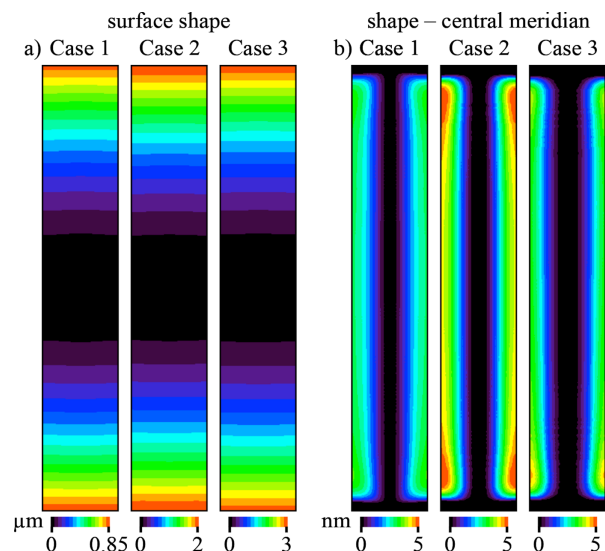 surface shape
shape – central meridian
a) Case 1 Case 2 Case 3
b) Case 1 Case 2 Case 3
μm
0 0.85 0 2 0 3
nm
0 5 0 5 0 5